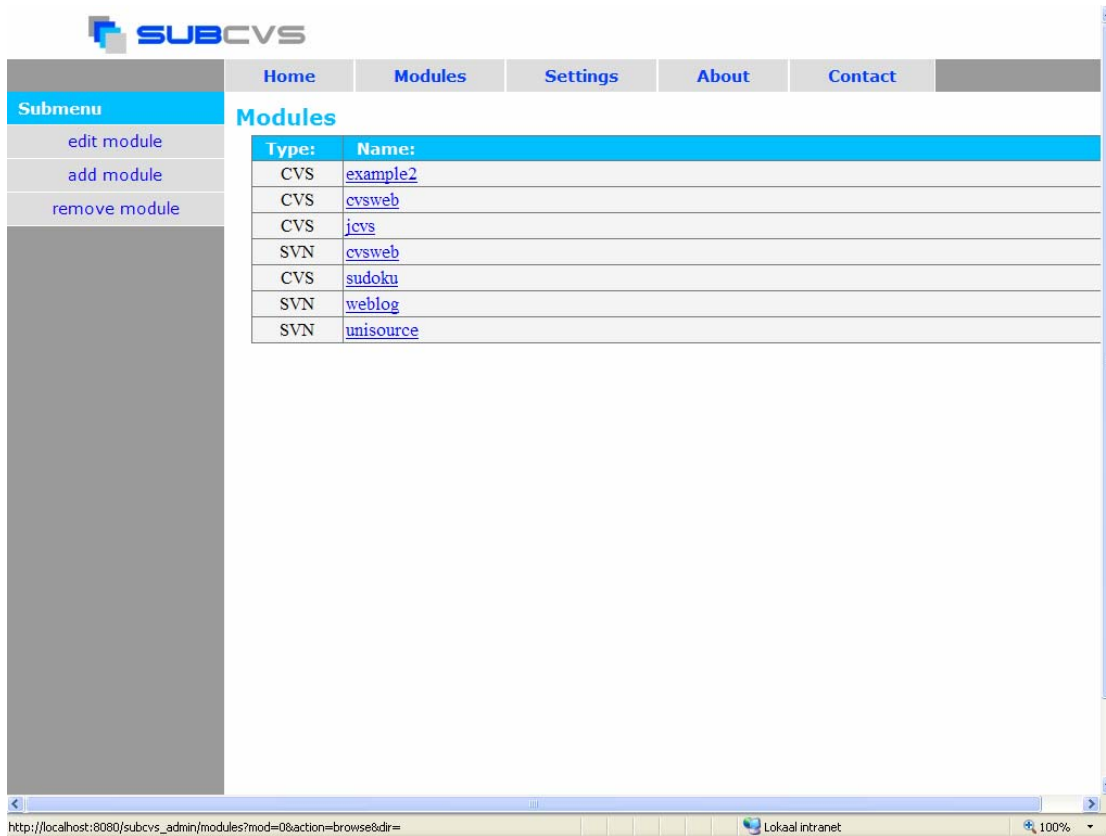 SUBCVS
Home Modules Settings About Contact
Submenu
edit module
add module
remove module
Modules
Type: Name:
CVS example2
CVS cvsweb
CVS jcvs
SVN cvsweb
CVS sudoku
SVN weblog
SVN unisource
http://localhost:8080/subcvs_admin/modules?mod=0&action=browse&dir= Lokaal intranet 100%